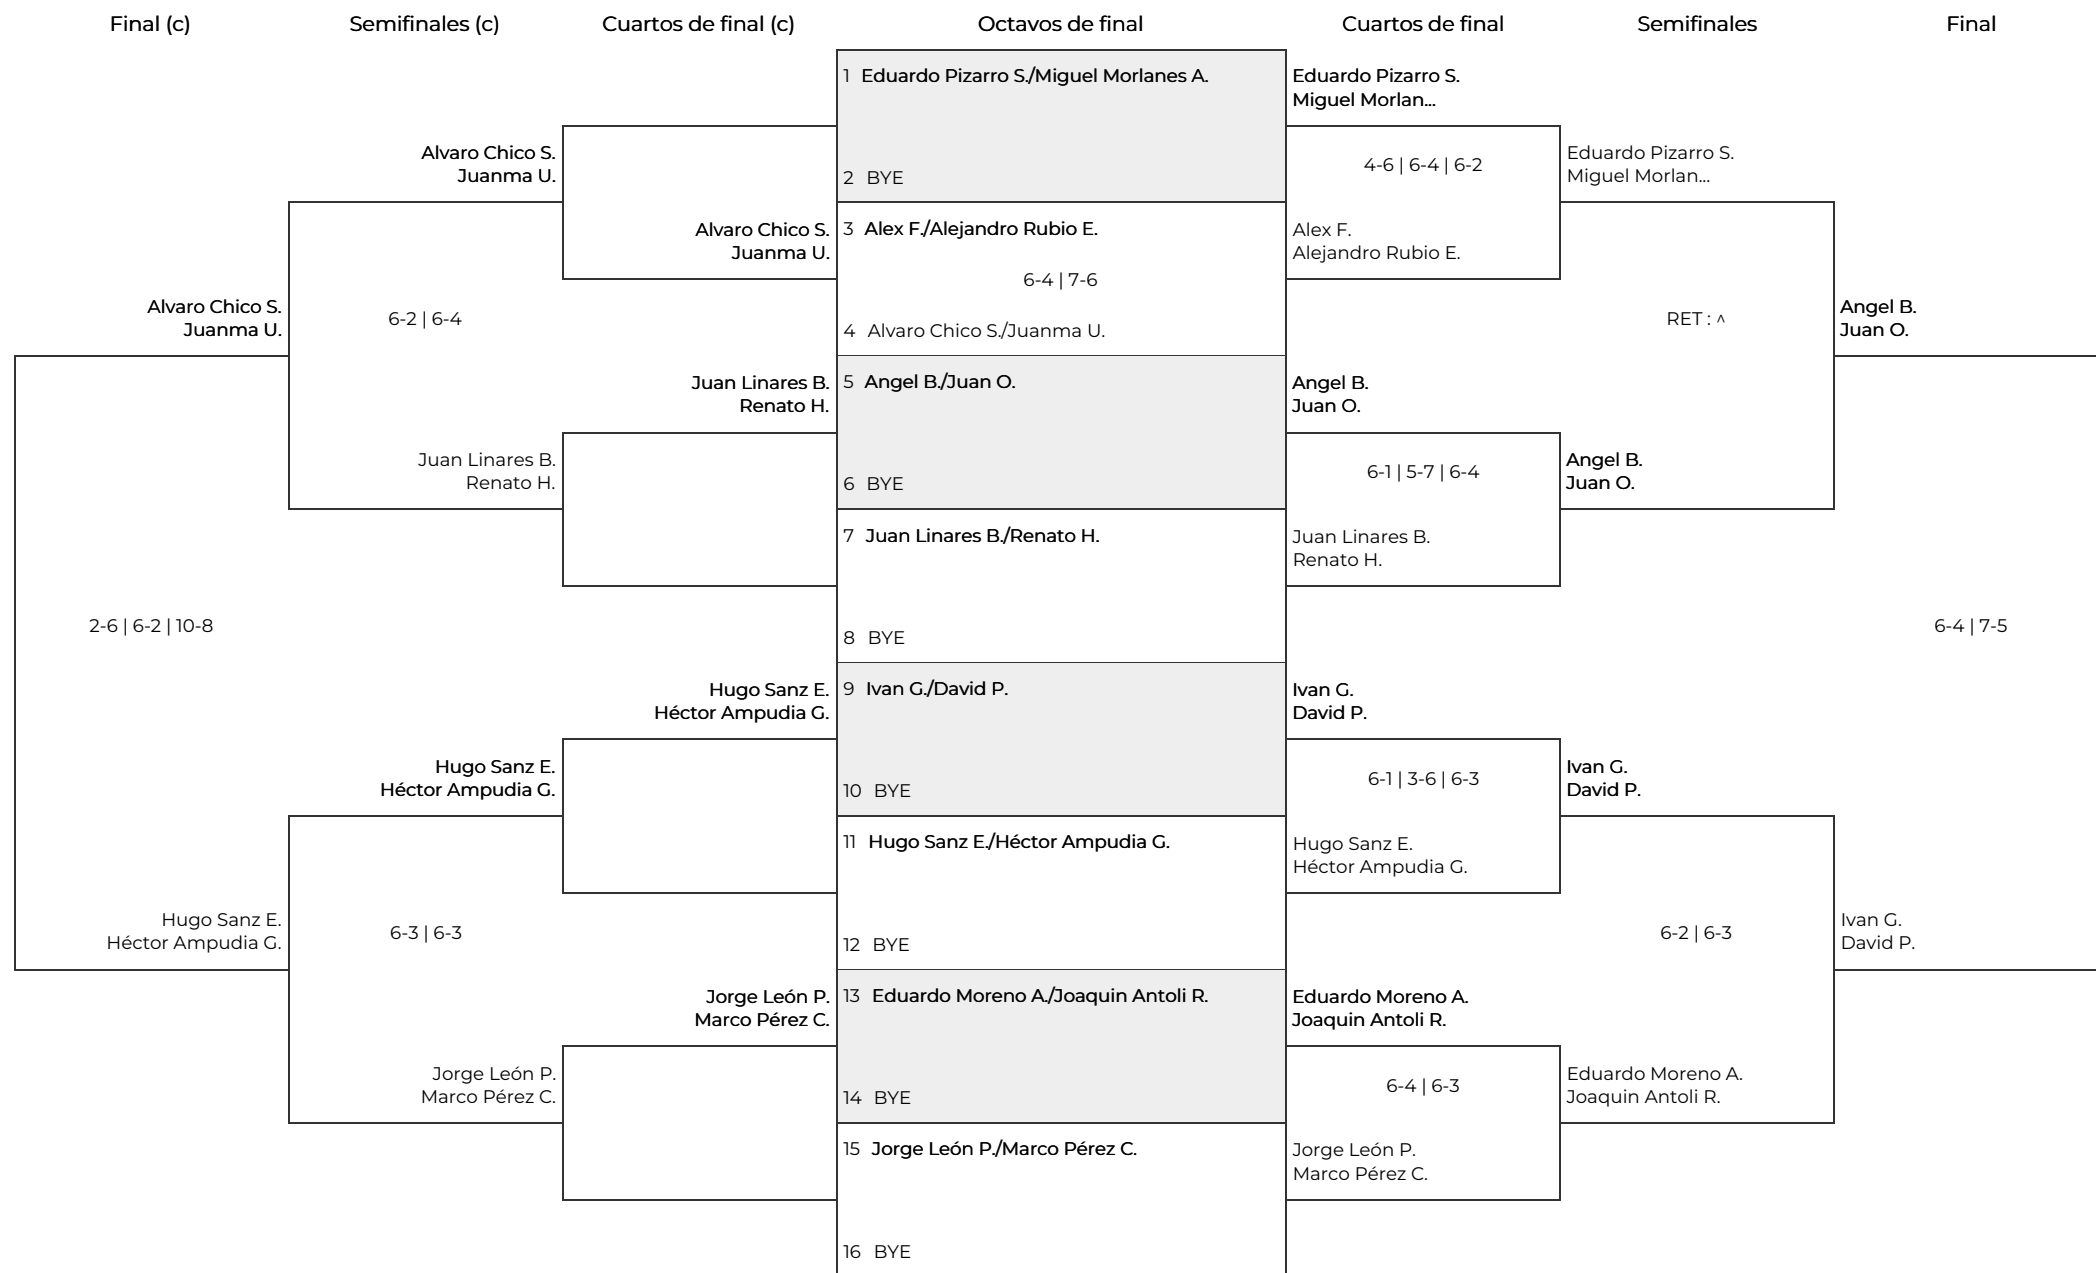 Final (c)
Semifinales (c)
Cuartos de final (c)
Octavos de final
Cuartos de final
Semifinales
Final
Alvaro Chico S.
Juanma U.
2-6 | 6-2 | 10-8
Hugo Sanz E.
Héctor Ampudia G.
Alvaro Chico S.
Juanma U.
6-2 | 6-4
Juan Linares B.
Renato H.
Hugo Sanz E.
Héctor Ampudia G.
6-3 | 6-3
Jorge León P.
Marco Pérez C.
Alvaro Chico S.
Juanma U.
Juan Linares B.
Renato H.
Hugo Sanz E.
Héctor Ampudia G.
Jorge León P.
Marco Pérez C.
1 Eduardo Pizarro S./Miguel Morlanes A.
2 BYE
3 Alex F./Alejandro Rubio E.
6-4 | 7-6
4 Alvaro Chico S./Juanma U.
5 Angel B./Juan O.
6 BYE
7 Juan Linares B./Renato H.
8 BYE
9 Ivan G./David P.
10 BYE
11 Hugo Sanz E./Héctor Ampudia G.
12 BYE
13 Eduardo Moreno A./Joaquin Antoli R.
14 BYE
15 Jorge León P./Marco Pérez C.
16 BYE
Eduardo Pizarro S.
Miguel Morlan...
4-6 | 6-4 | 6-2
Alex F.
Alejandro Rubio E.
Angel B.
Juan O.
6-1 | 5-7 | 6-4
Juan Linares B.
Renato H.
Ivan G.
David P.
6-1 | 3-6 | 6-3
Hugo Sanz E.
Héctor Ampudia G.
Eduardo Moreno A.
Joaquin Antoli R.
6-4 | 6-3
Jorge León P.
Marco Pérez C.
Eduardo Pizarro S.
Miguel Morlan...
RET : ^
Angel B.
Juan O.
Ivan G.
David P.
6-2 | 6-3
Eduardo Moreno A.
Joaquin Antoli R.
Angel B.
Juan O.
6-4 | 7-5
Ivan G.
David P.